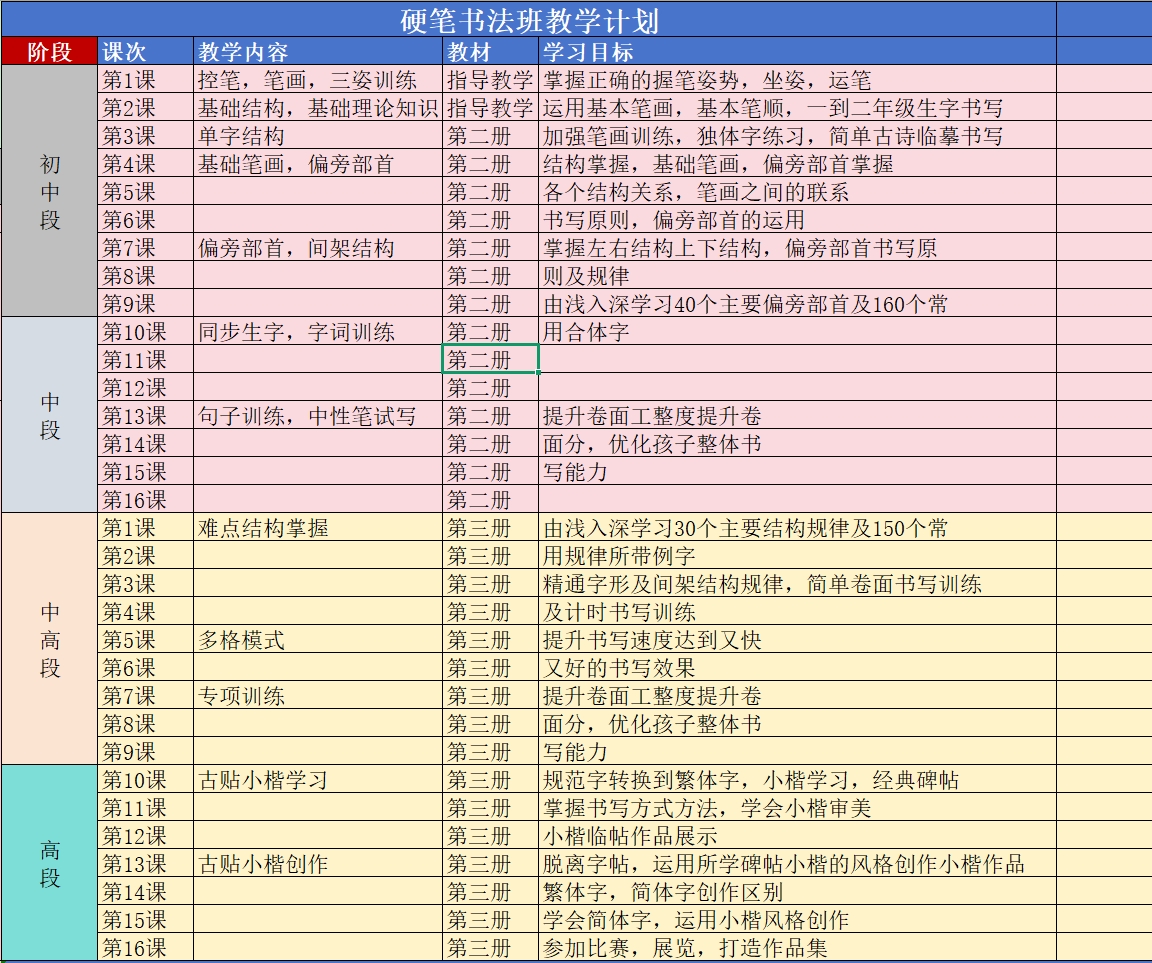 硬笔书法班教学计划
阶段 课次 教学内容 教材 学习目标
初中段
第1课 控笔，笔画，三姿训练 指导教学 掌握正确的握笔姿势，坐姿，运笔
第2课 基础结构，基础理论知识 指导教学 运用基本笔画，基本笔顺，一到二年级生字书写
第3课 单字结构 第二册 加强笔画训练，独体字练习，简单古诗临摹书写
第4课 基础笔画，偏旁部首 第二册 结构掌握，基础笔画，偏旁部首掌握
第5课 第二册 各个结构关系，笔画之间的联系
第6课 第二册 书写原则，偏旁部首的运用
第7课 偏旁部首，间架结构 第二册 掌握左右结构上下结构，偏旁部首书写原
第8课 第二册 则及规律
第9课 第二册 由浅入深学习40个主要偏旁部首及160个常
中段
第10课 同步生字，字词训练 第二册 用合体字
第11课 第二册
第12课 第二册
第13课 句子训练，中性笔试写 第二册 提升卷面工整度提升卷
第14课 第二册 面分，优化孩子整体书
第15课 第二册 写能力
第16课 第二册
中高段
第1课 难点结构掌握 第三册 由浅入深学习30个主要结构规律及150个常
第2课 第三册 用规律所带例字
第3课 第三册 精通字形及间架结构规律，简单卷面书写训练
第4课 第三册 及计时书写训练
第5课 多格模式 第三册 提升书写速度达到又快
第6课 第三册 又好的书写效果
第7课 专项训练 第三册 提升卷面工整度提升卷
第8课 第三册 面分，优化孩子整体书
第9课 第三册 写能力
高段
第10课 古贴小楷学习 第三册 规范字转换到繁体字，小楷学习，经典碑帖
第11课 第三册 掌握书写方式方法，学会小楷审美
第12课 第三册 小楷临帖作品展示
第13课 古贴小楷创作 第三册 脱离字帖，运用所学碑帖小楷的风格创作小楷作品
第14课 第三册 繁体字，简体字创作区别
第15课 第三册 学会简体字，运用小楷风格创作
第16课 第三册 参加比赛，展览，打造作品集